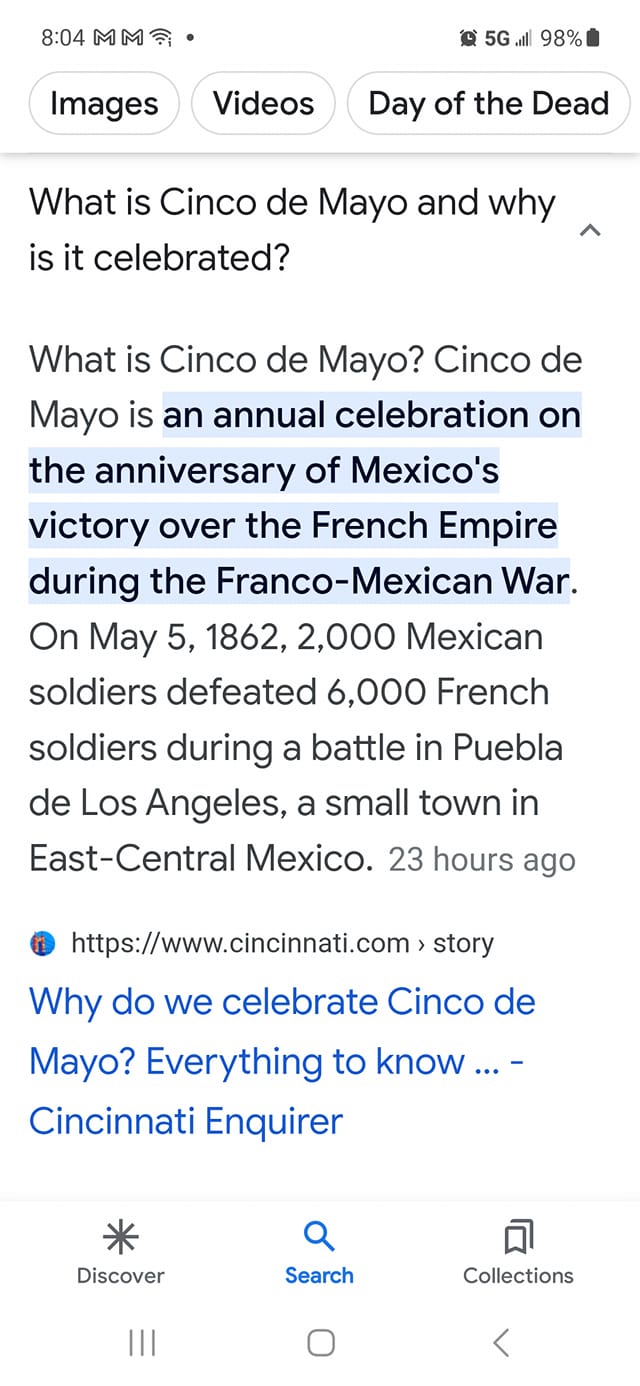 8:04
5G 98%
Images Videos Day of the Dead
What is Cinco de Mayo and why
is it celebrated?
What is Cinco de Mayo? Cinco de
Mayo is an annual celebration on
the anniversary of Mexico's
victory over the French Empire
during the Franco-Mexican War.
On May 5, 1862, 2,000 Mexican
soldiers defeated 6,000 French
soldiers during a battle in Puebla
de Los Angeles, a small town in
East-Central Mexico. 23 hours ago
https://www.cincinnati.com › story
Why do we celebrate Cinco de
Mayo? Everything to know ... -
Cincinnati Enquirer
Discover Search Collections